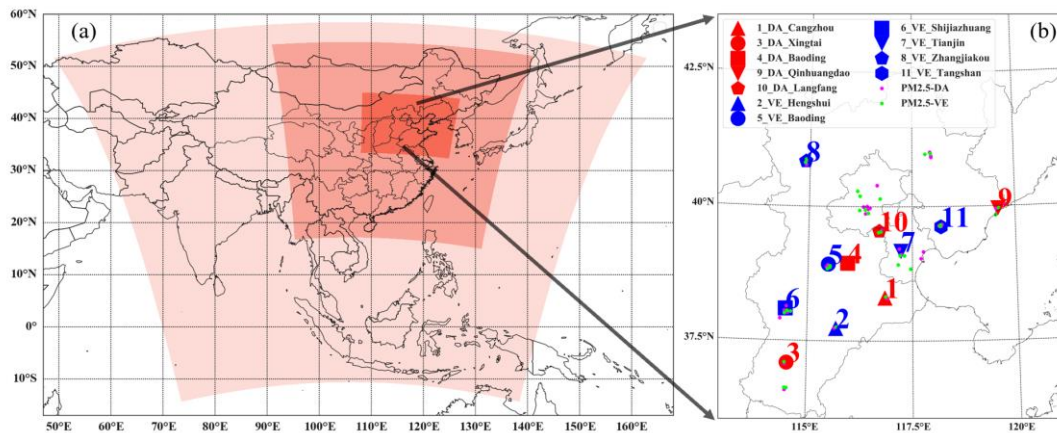 (a)
60°N
50°N
40°N
30°N
20°N
10°N
0°
10°S
50°E 60°E 70°E 80°E 90°E 100°E 110°E 120°E 130°E 140°E 150°E 160°E
(b)
1_DA_Cangzhou
3_DA_Xingtai
4_DA_Baoding
9_DA_Qinhuangdao
10_DA_Langfang
2_VE_Hengshui
5_VE_Baoding
6_VE_Shijiazhuang
7_VE_Tianjin
8_VE_Zhangjiakou
11_VE_Tangshan
PM2.5-DA
PM2.5-VE
42.5°N
40°N
37.5°N
8
9
10
11
7
5
4
1
6
2
3
115°E 117.5°E 120°E